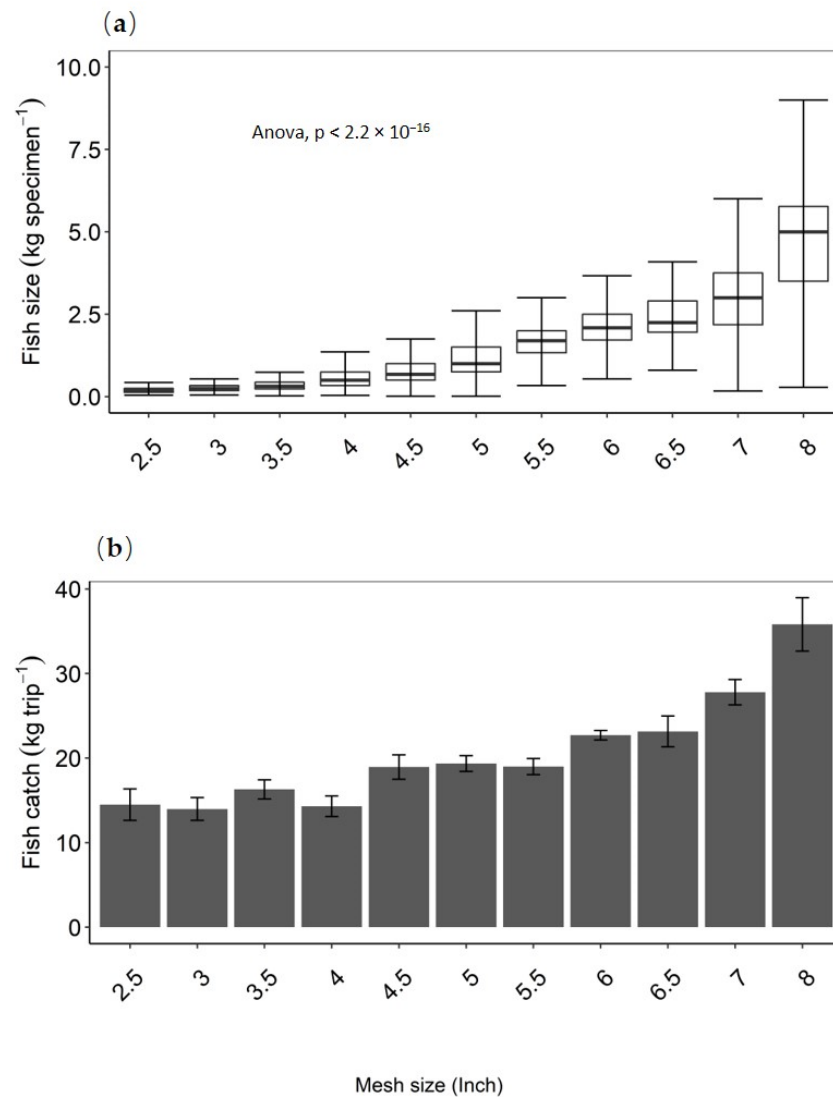 (a)
Fish size (kg specimen⁻¹)
10.0
7.5
5.0
2.5
0.0
Anova, p < 2.2 × 10⁻¹⁶
2.5 3 3.5 4 4.5 5 5.5 6 6.5 7 8
(b)
Fish catch (kg trip⁻¹)
40
30
20
10
0
2.5 3 3.5 4 4.5 5 5.5 6 6.5 7 8
Mesh size (Inch)